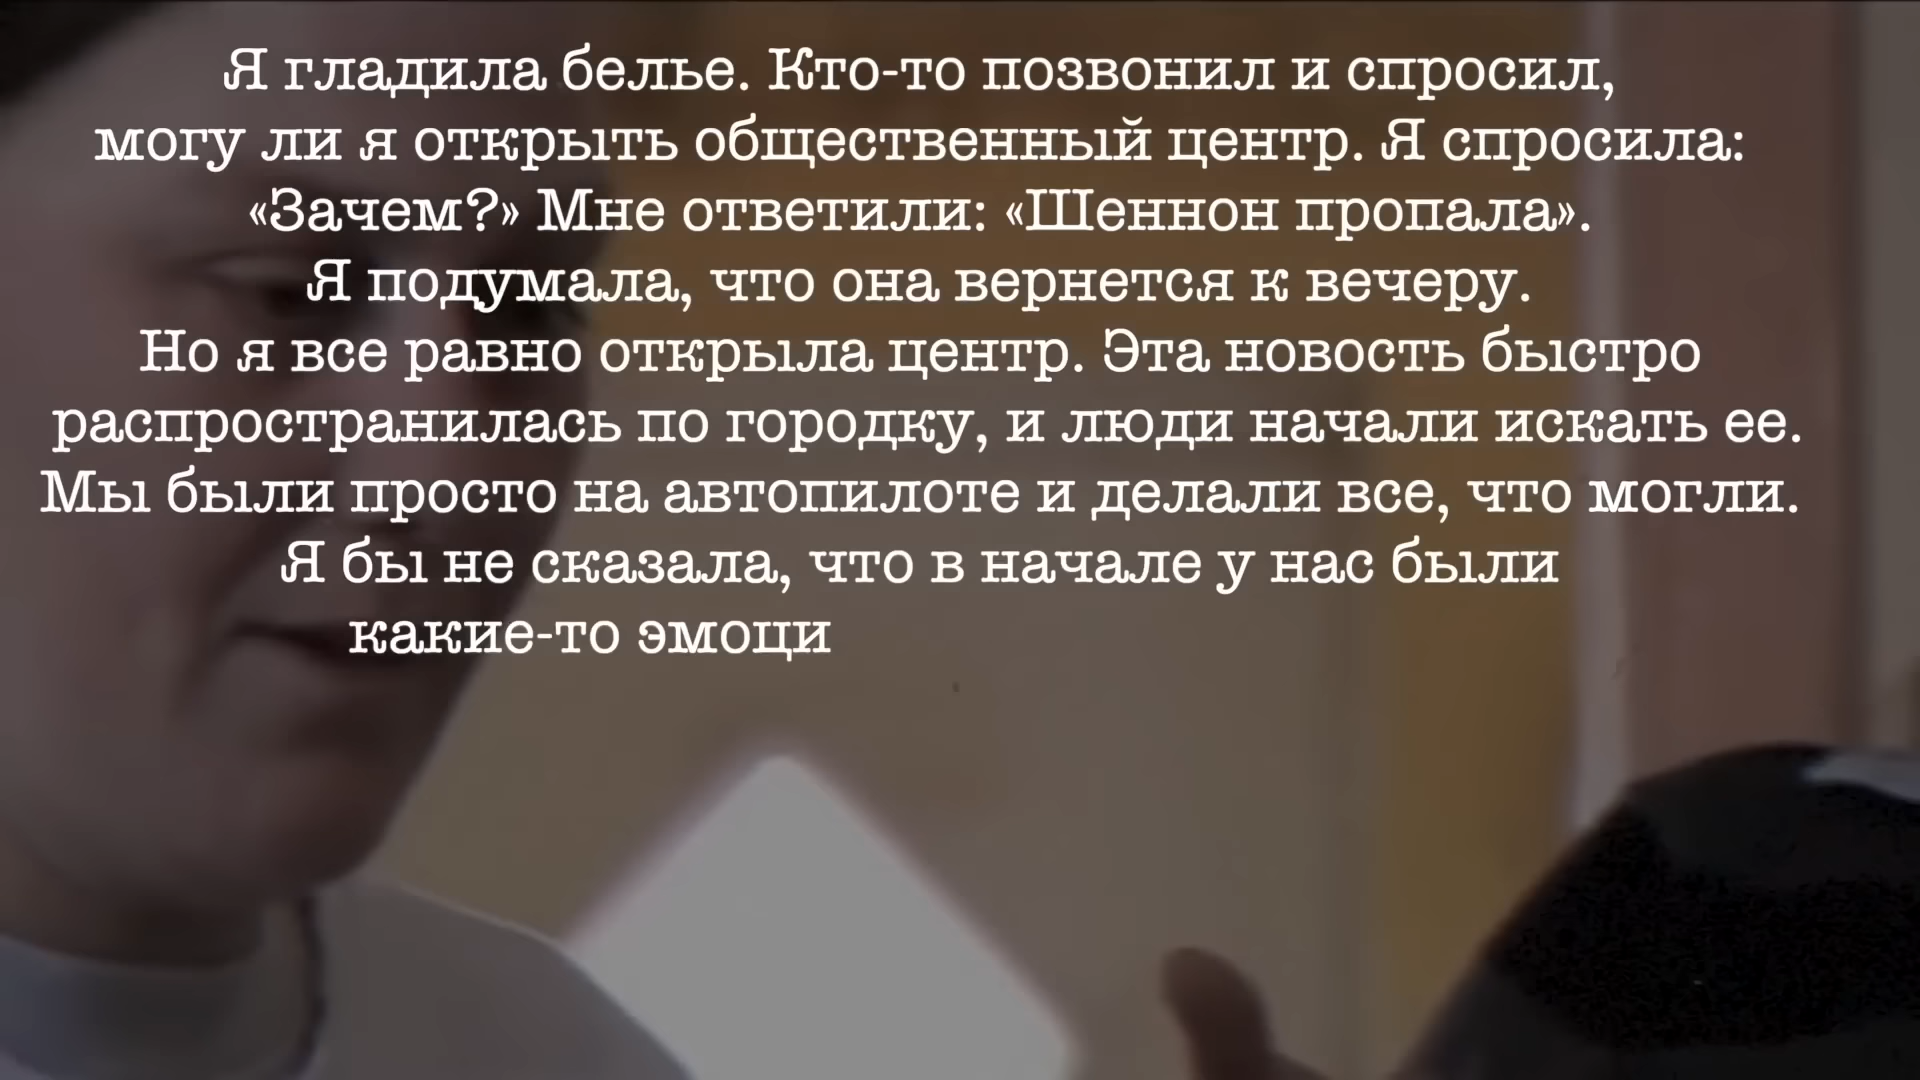 Я гладила белье. Кто-то позвонил и спросил,
могу ли я открыть общественный центр. Я спросила:
«Зачем?» Мне ответили: «Шеннон пропала».
Я подумала, что она вернется к вечеру.
Но я все равно открыла центр. Эта новость быстро
распространилась по городку, и люди начали искать ее.
Мы были просто на автопилоте и делали все, что могли.
Я бы не сказала, что в начале у нас были
какие-то эмоци